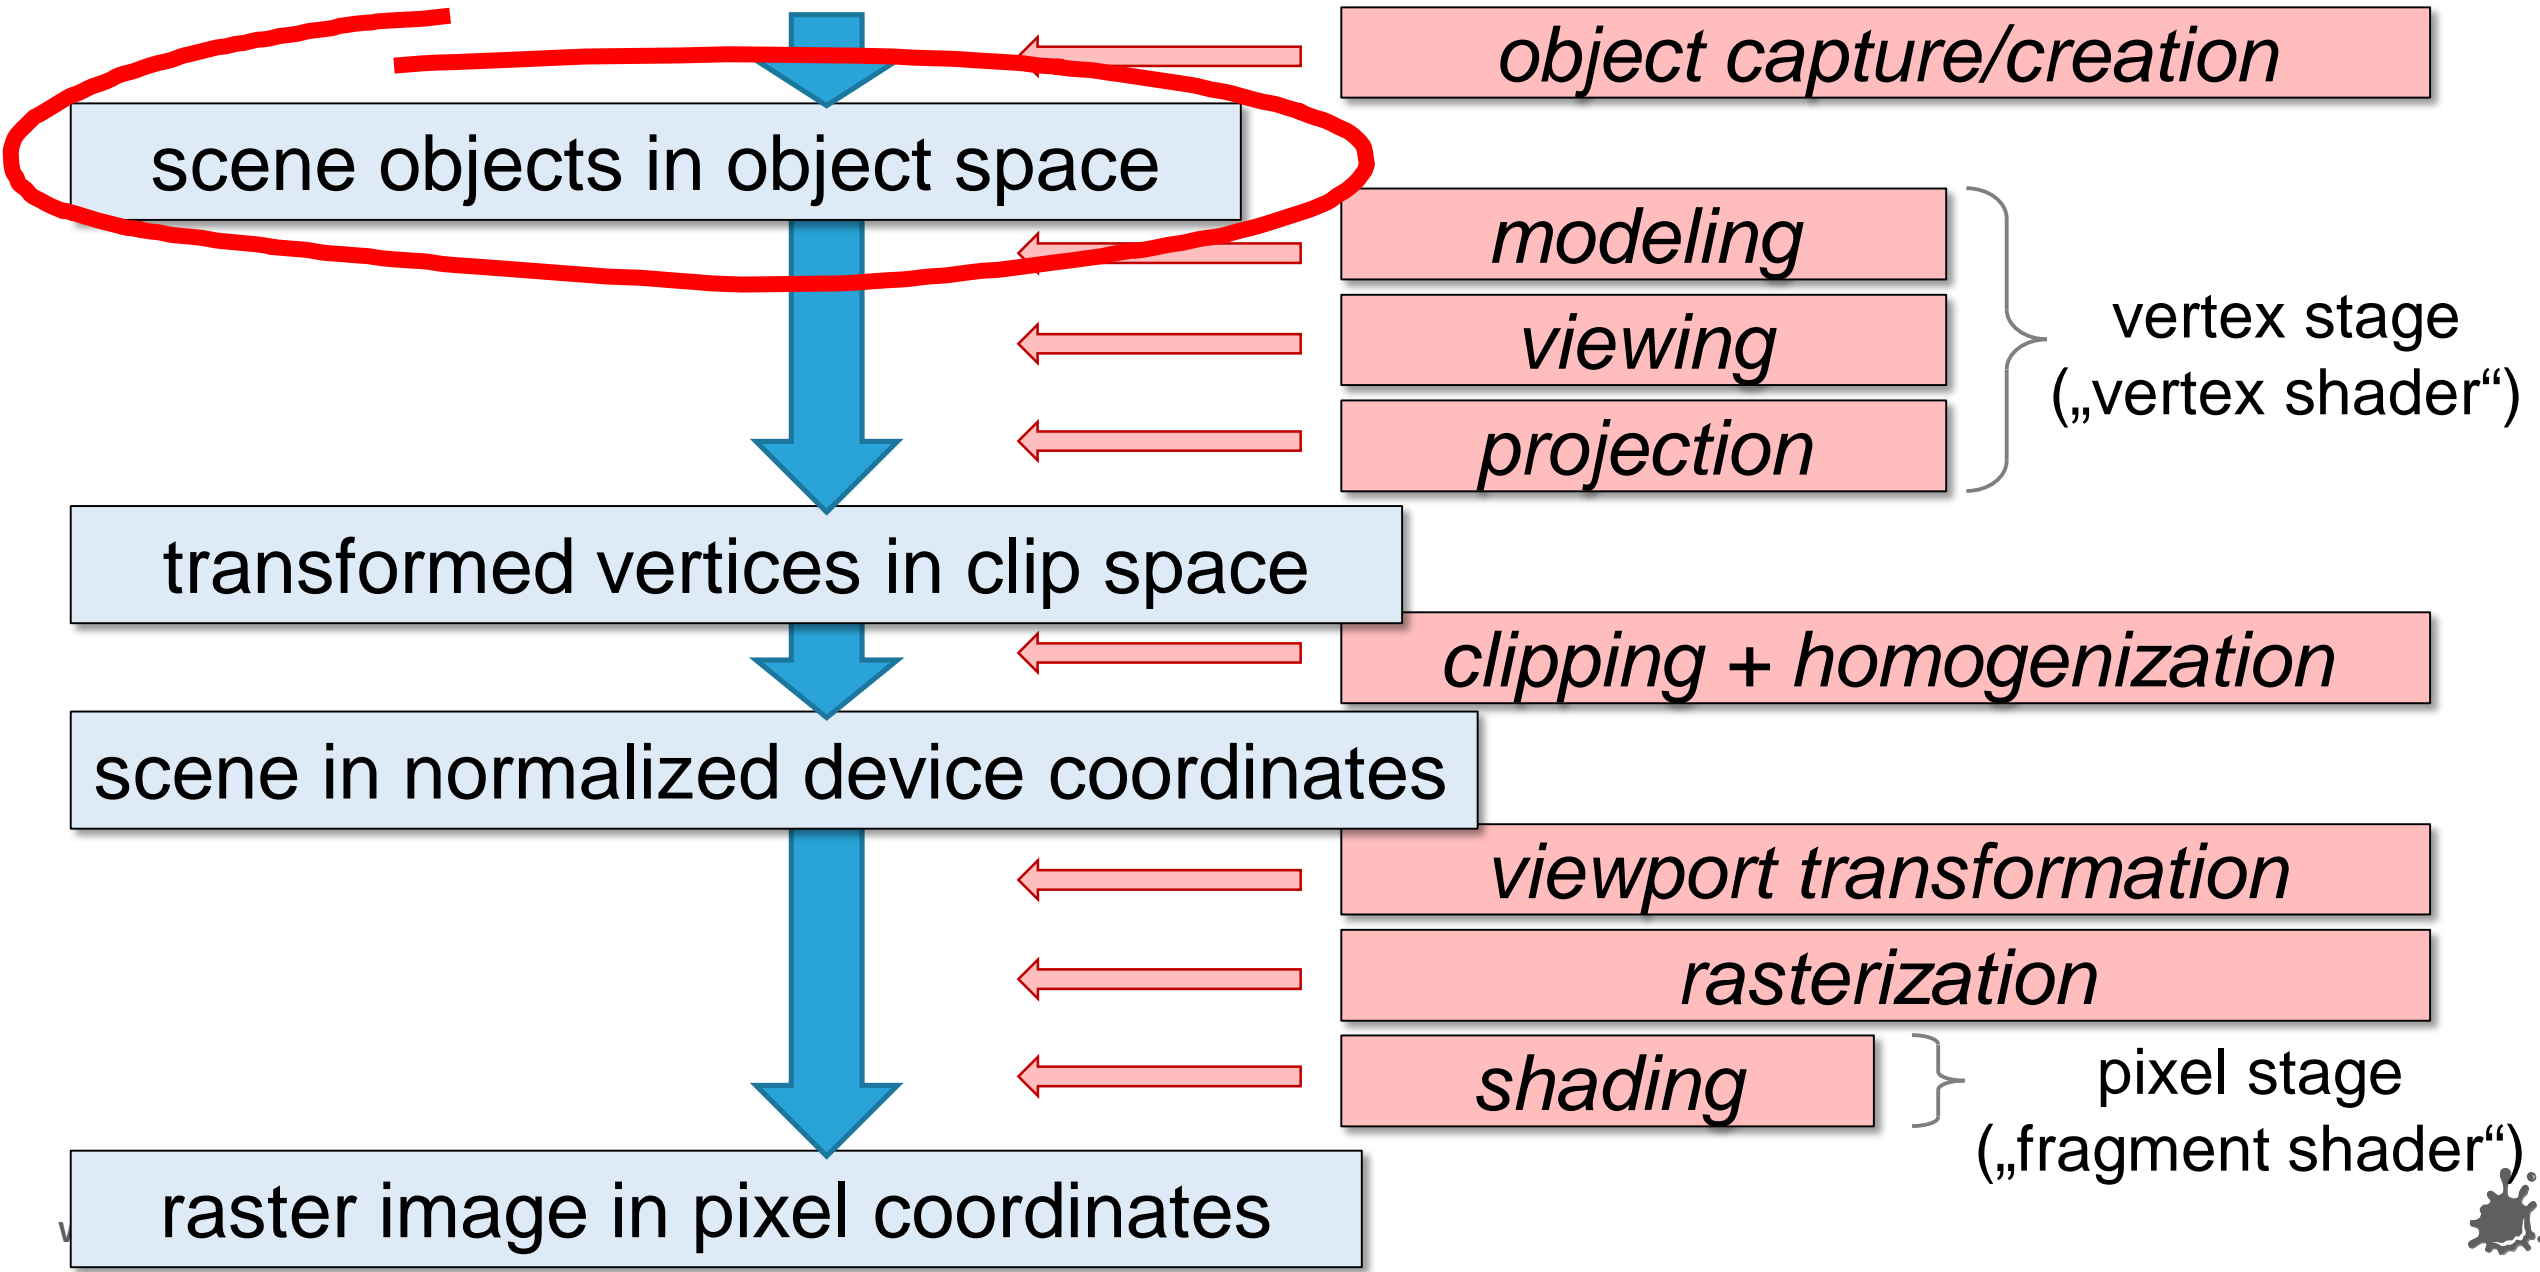 object capture/creation
scene objects in object space
modeling
viewing
projection
vertex stage
(„vertex shader“)
transformed vertices in clip space
clipping + homogenization
scene in normalized device coordinates
viewport transformation
rasterization
shading
pixel stage
(„fragment shader“)
raster image in pixel coordinates